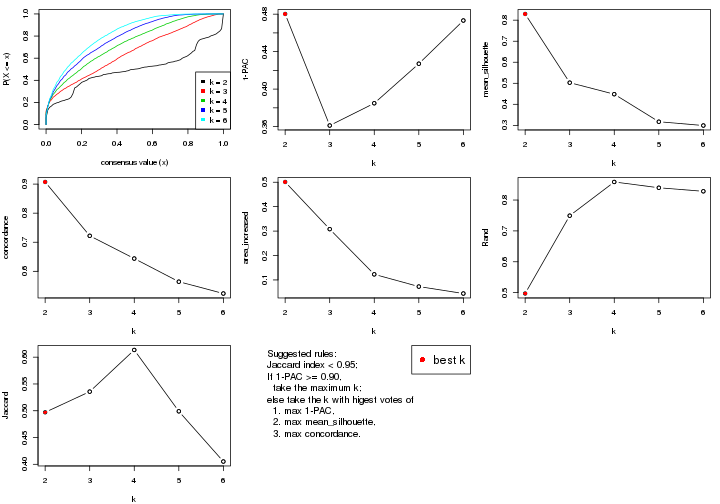 P(X <= x)
0.0 0.2 0.4 0.6 0.8 1.0
0.0 0.2 0.4 0.6 0.8 1.0
consensus value (x)
k = 2
k = 3
k = 4
k = 5
k = 6
1-PAC
0.36 0.40 0.44 0.48
2 3 4 5 6
k
mean_silhouette
0.3 0.4 0.5 0.6 0.7 0.8
2 3 4 5 6
k
concordance
0.6 0.7 0.8 0.9
2 3 4 5 6
k
area_increased
0.1 0.2 0.3 0.4 0.5
2 3 4 5 6
k
Rand
0.5 0.6 0.7 0.8
2 3 4 5 6
k
Jaccard
0.40 0.45 0.50 0.55 0.60
2 3 4 5 6
k
Suggested rules:
Jaccard index < 0.95;
If 1-PAC >= 0.90,
take the maximum k;
else take the k with higest votes of
1. max 1-PAC,
2. max mean_silhouette,
3. max concordance.
best k